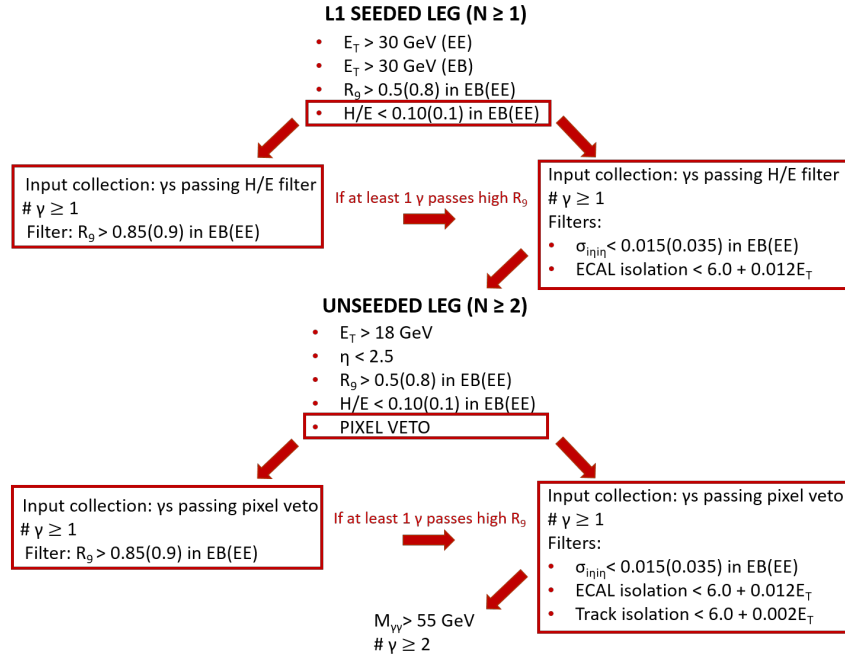 L1 SEEDED LEG (N ≥ 1)
• E_T > 30 GeV (EE)
• E_T > 30 GeV (EB)
• R_9 > 0.5(0.8) in EB(EE)
• H/E < 0.10(0.1) in EB(EE)
Input collection: γs passing H/E filter
# γ ≥ 1
Filter: R_9 > 0.85(0.9) in EB(EE)
If at least 1 γ passes high R_9
Input collection: γs passing H/E filter
# γ ≥ 1
Filters:
• σ_iηiη < 0.015(0.035) in EB(EE)
• ECAL isolation < 6.0 + 0.012E_T
UNSEEDED LEG (N ≥ 2)
• E_T > 18 GeV
• η < 2.5
• R_9 > 0.5(0.8) in EB(EE)
• H/E < 0.10(0.1) in EB(EE)
• PIXEL VETO
Input collection: γs passing pixel veto
# γ ≥ 1
Filter: R_9 > 0.85(0.9) in EB(EE)
If at least 1 γ passes high R_9
Input collection: γs passing pixel veto
# γ ≥ 1
Filters:
• σ_iηiη < 0.015(0.035) in EB(EE)
• ECAL isolation < 6.0 + 0.012E_T
• Track isolation < 6.0 + 0.002E_T
M_γγ > 55 GeV
# γ ≥ 2